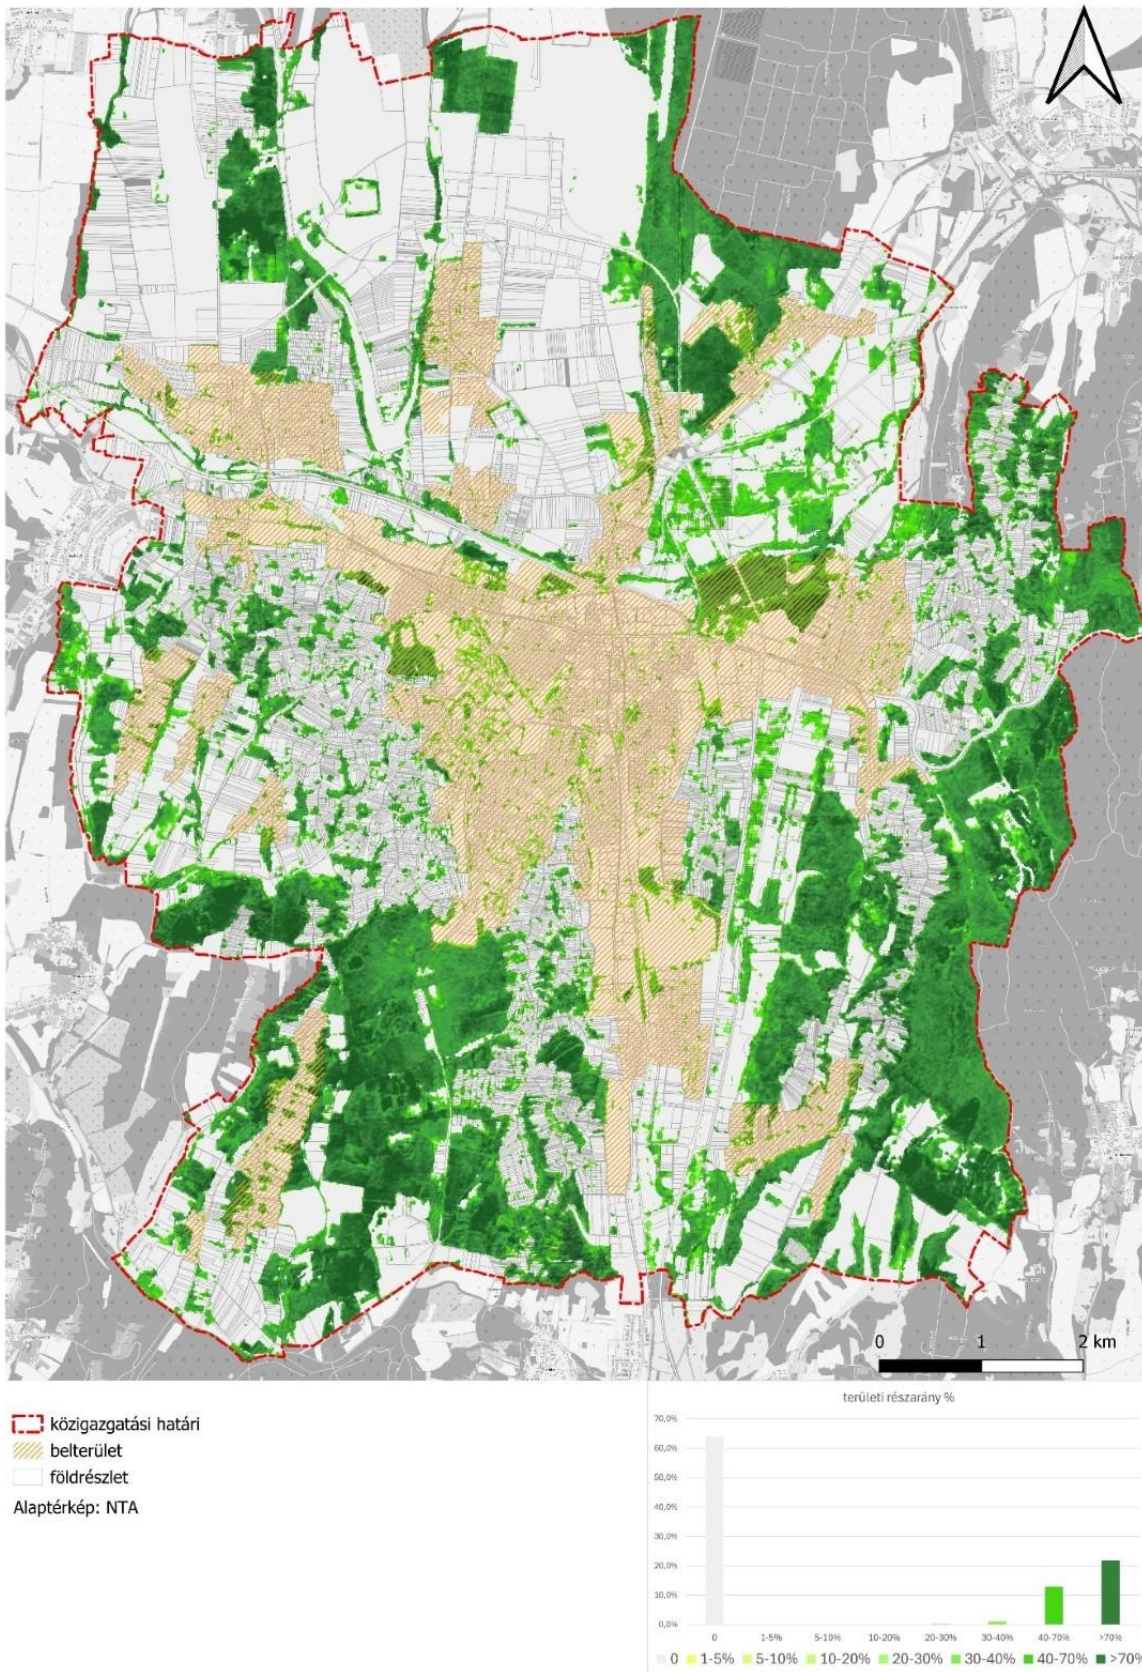 0 1 2 km
közigazgatási határi
belterület
földrészlet
Alaptérkép: NTA
területi részarány %
70,0%
60,0%
50,0%
40,0%
30,0%
20,0%
10,0%
0,0%
0 1-5% 5-10% 10-20% 20-30% 30-40% 40-70% >70%
0 1-5% 5-10% 10-20% 20-30% 30-40% 40-70% >70%